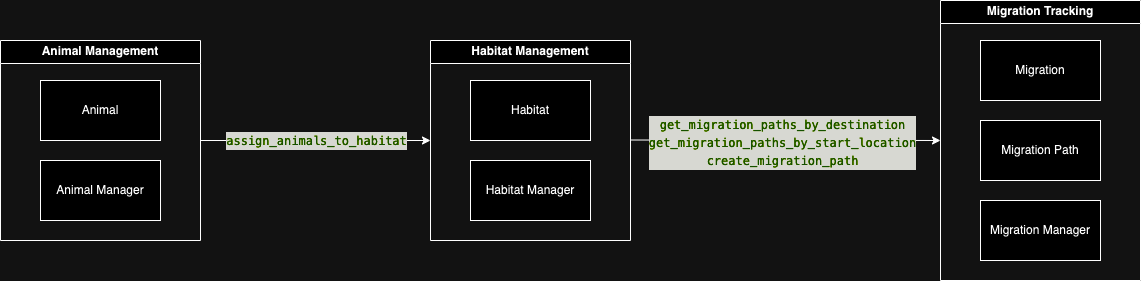 Animal Management
Animal
Animal Manager
assign_animals_to_habitat
Habitat Management
Habitat
Habitat Manager
get_migration_paths_by_destination
get_migration_paths_by_start_location
create_migration_path
Migration Tracking
Migration
Migration Path
Migration Manager